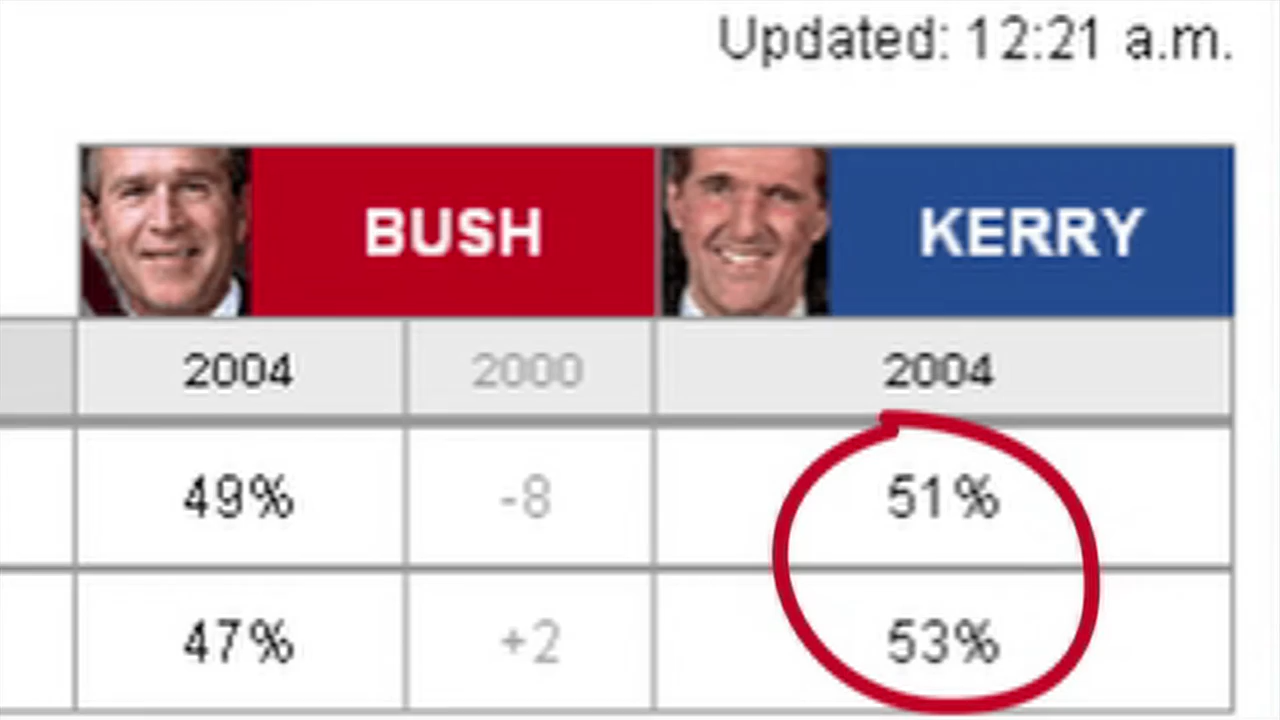 Updated: 12:21 a.m.
BUSH KERRY
2004 2000 2004
49% -8 51%
47% +2 53%